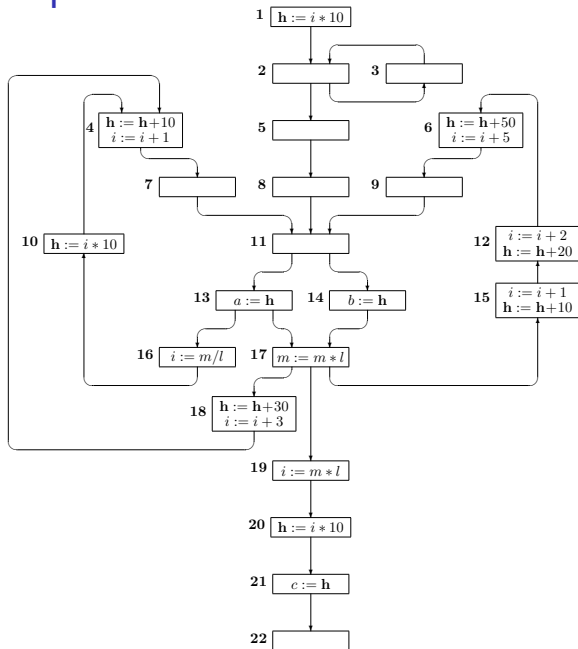 1 h := i * 10
2
3
4 h := h+10
i := i + 1
5
6 h := h+50
i := i + 5
7
8
9
10 h := i * 10
11
12 i := i + 2
h := h+20
13 a := h
14 b := h
15 i := i + 1
h := h+10
16 i := m/l
17 m := m * l
18 h := h+30
i := i + 3
19 i := m * l
20 h := i * 10
21 c := h
22